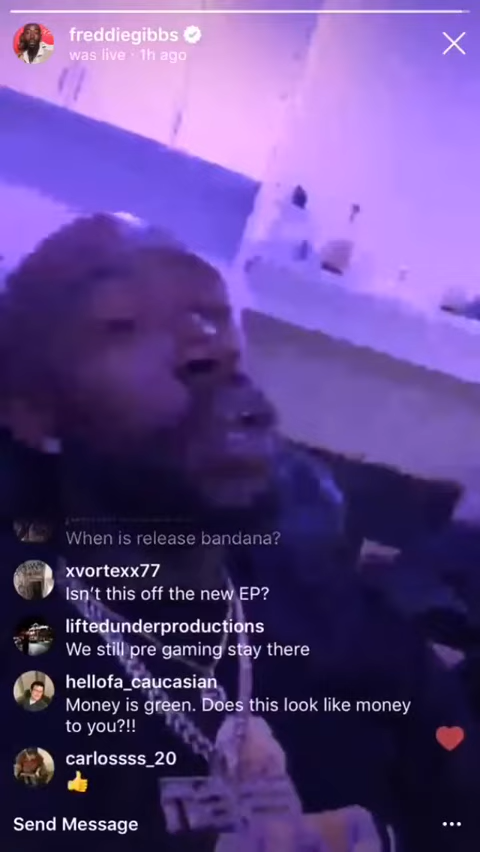 freddiegibbs
was live · 1h ago
When is release bandana?
xvortexx77
Isn't this off the new EP?
liftedunderproductions
We still pre gaming stay there
hellofa_caucasian
Money is green. Does this look like money
to you?!!
carlossss_20
👍
Send Message